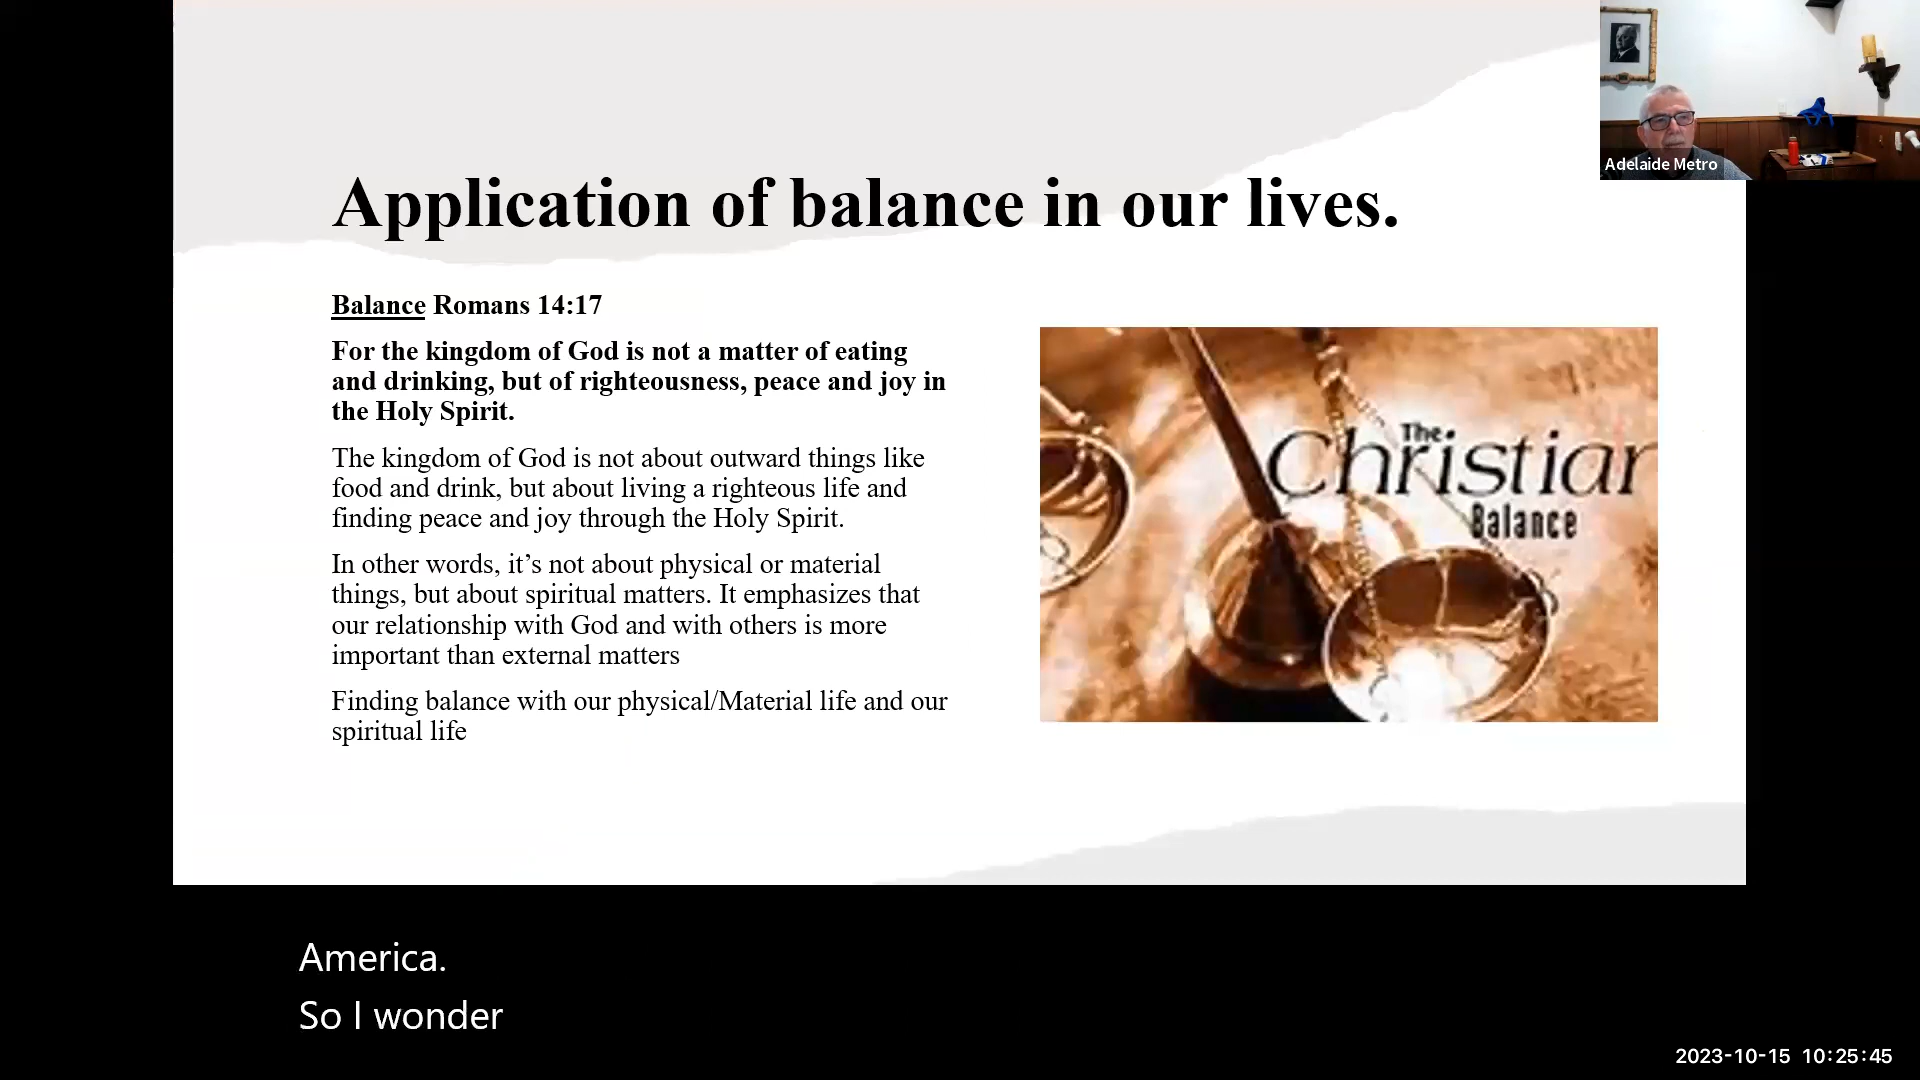 Adelaide Metro
Application of balance in our lives.
Balance Romans 14:17
For the kingdom of God is not a matter of eating
and drinking, but of righteousness, peace and joy in
the Holy Spirit.
The kingdom of God is not about outward things like
food and drink, but about living a righteous life and
finding peace and joy through the Holy Spirit.
In other words, it’s not about physical or material
things, but about spiritual matters. It emphasizes that
our relationship with God and with others is more
important than external matters
Finding balance with our physical/Material life and our
spiritual life
The
Christian
Balance
America.
So I wonder
2023-10-15 10:25:45